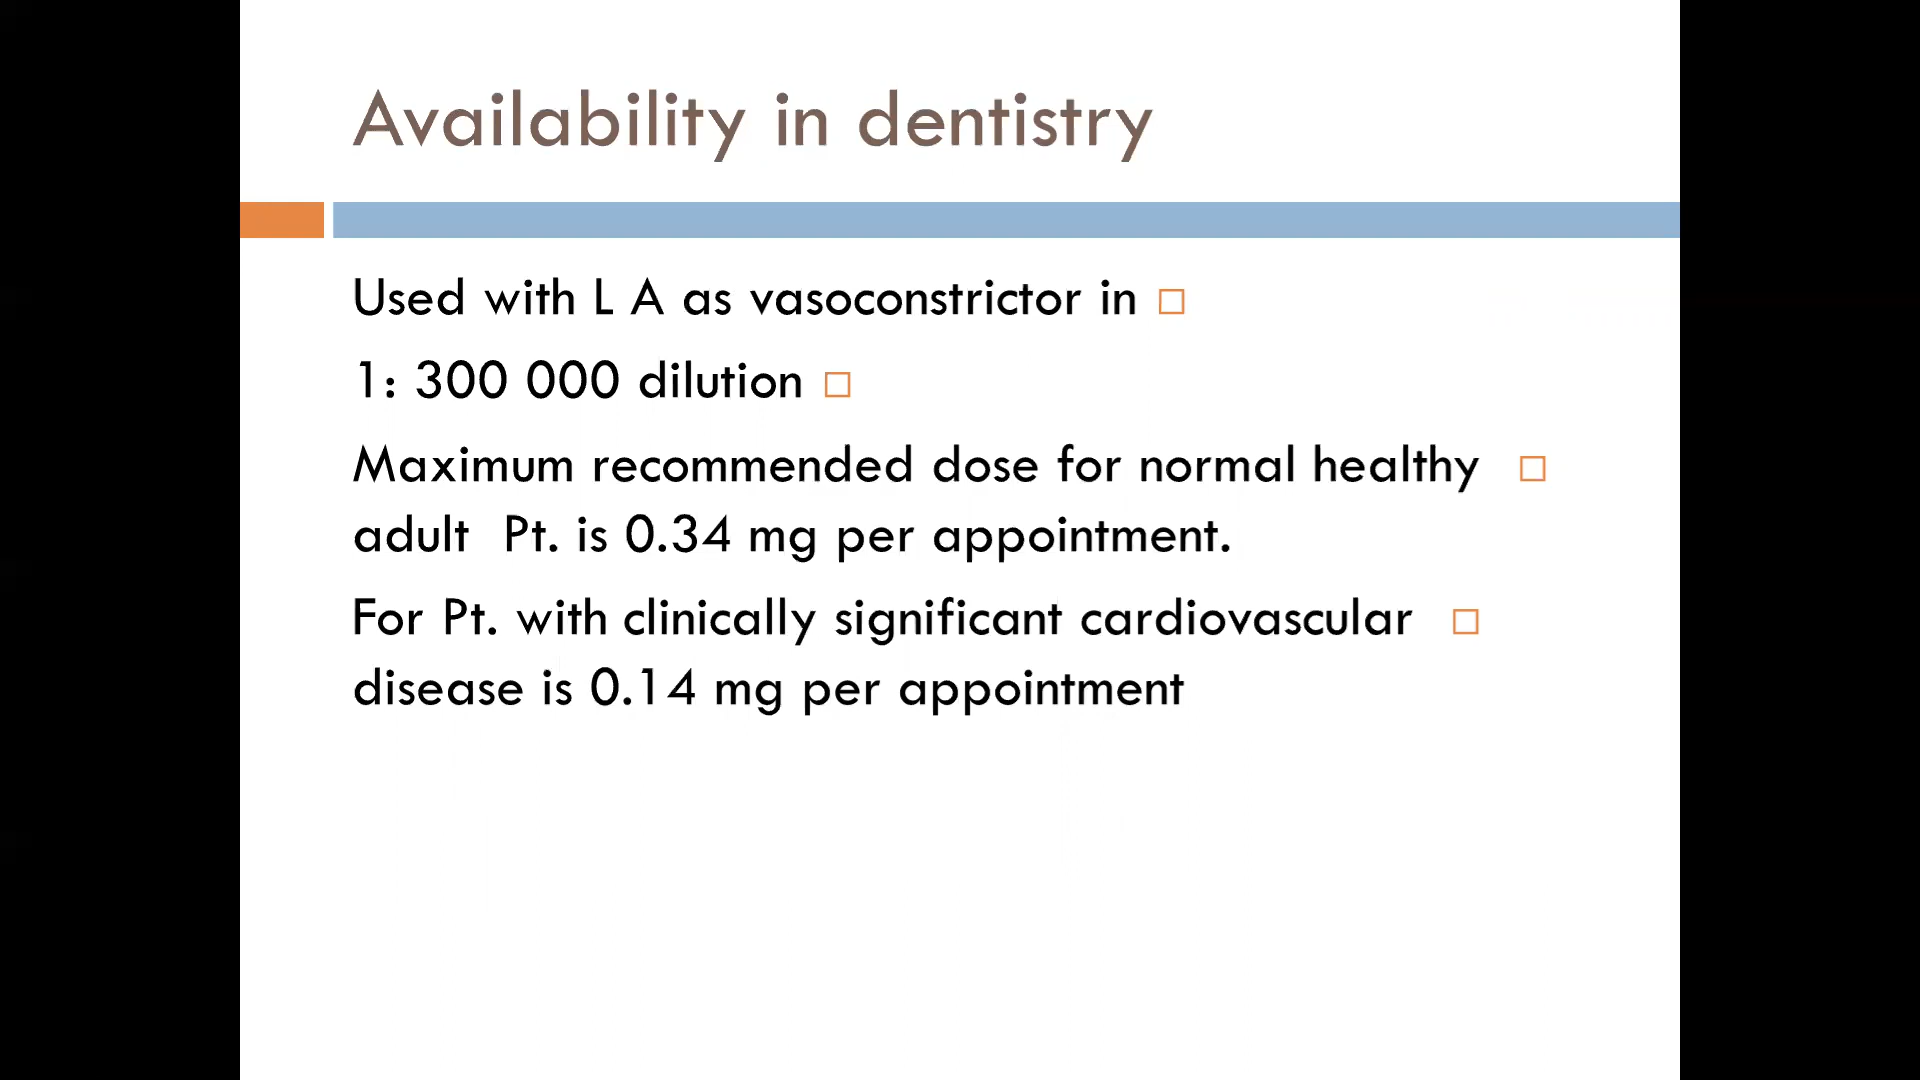 Availability in dentistry
Used with L A as vasoconstrictor in
1: 300 000 dilution
Maximum recommended dose for normal healthy
adult Pt. is 0.34 mg per appointment.
For Pt. with clinically significant cardiovascular
disease is 0.14 mg per appointment